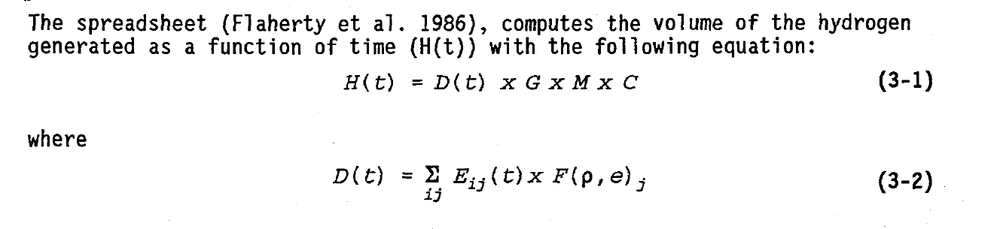 The spreadsheet (Flaherty et al. 1986), computes the volume of the hydrogen
generated as a function of time (H(t)) with the following equation:
H(t) = D(t) x G x M x C (3-1)
where
D(t) = Σ E_ij(t) x F(ρ,e)_j (3-2)
ij